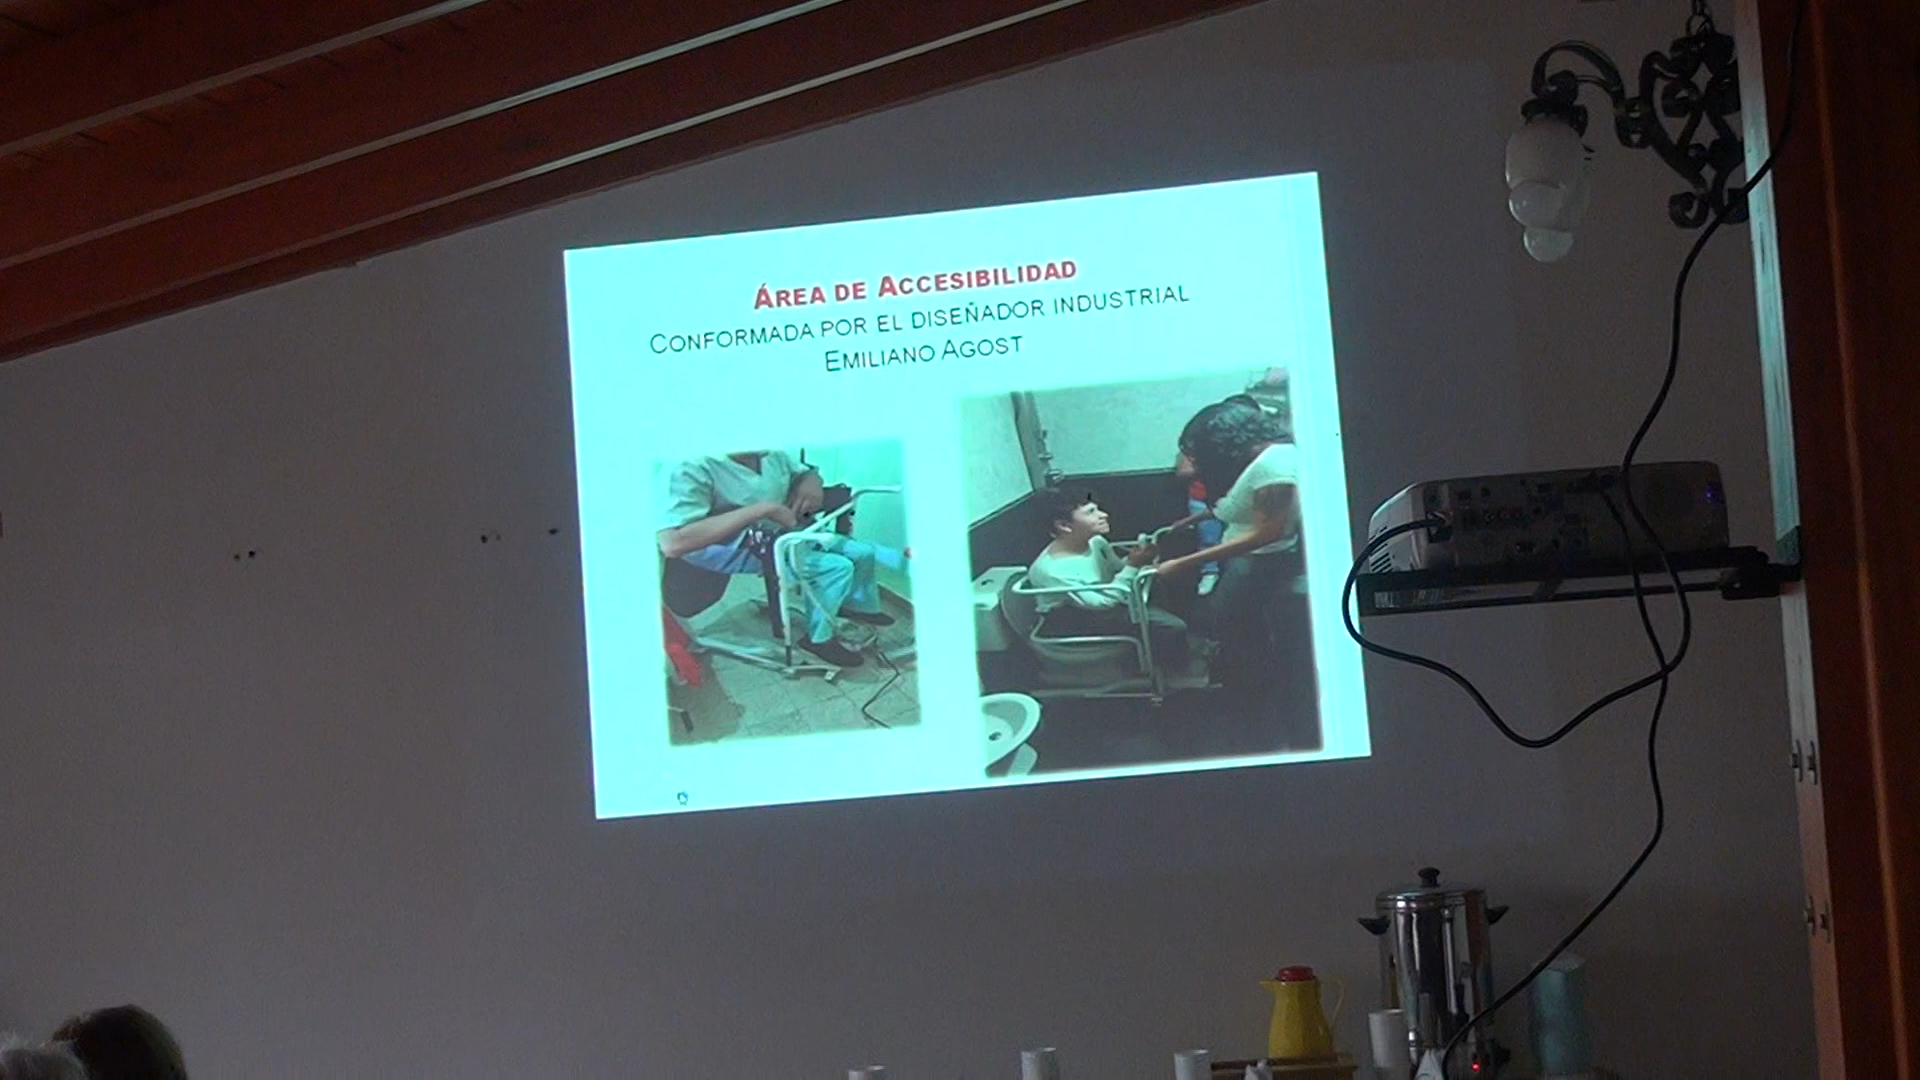 ÁREA DE ACCESIBILIDAD
CONFORMADA POR EL DISEÑADOR INDUSTRIAL
EMILIANO AGOST